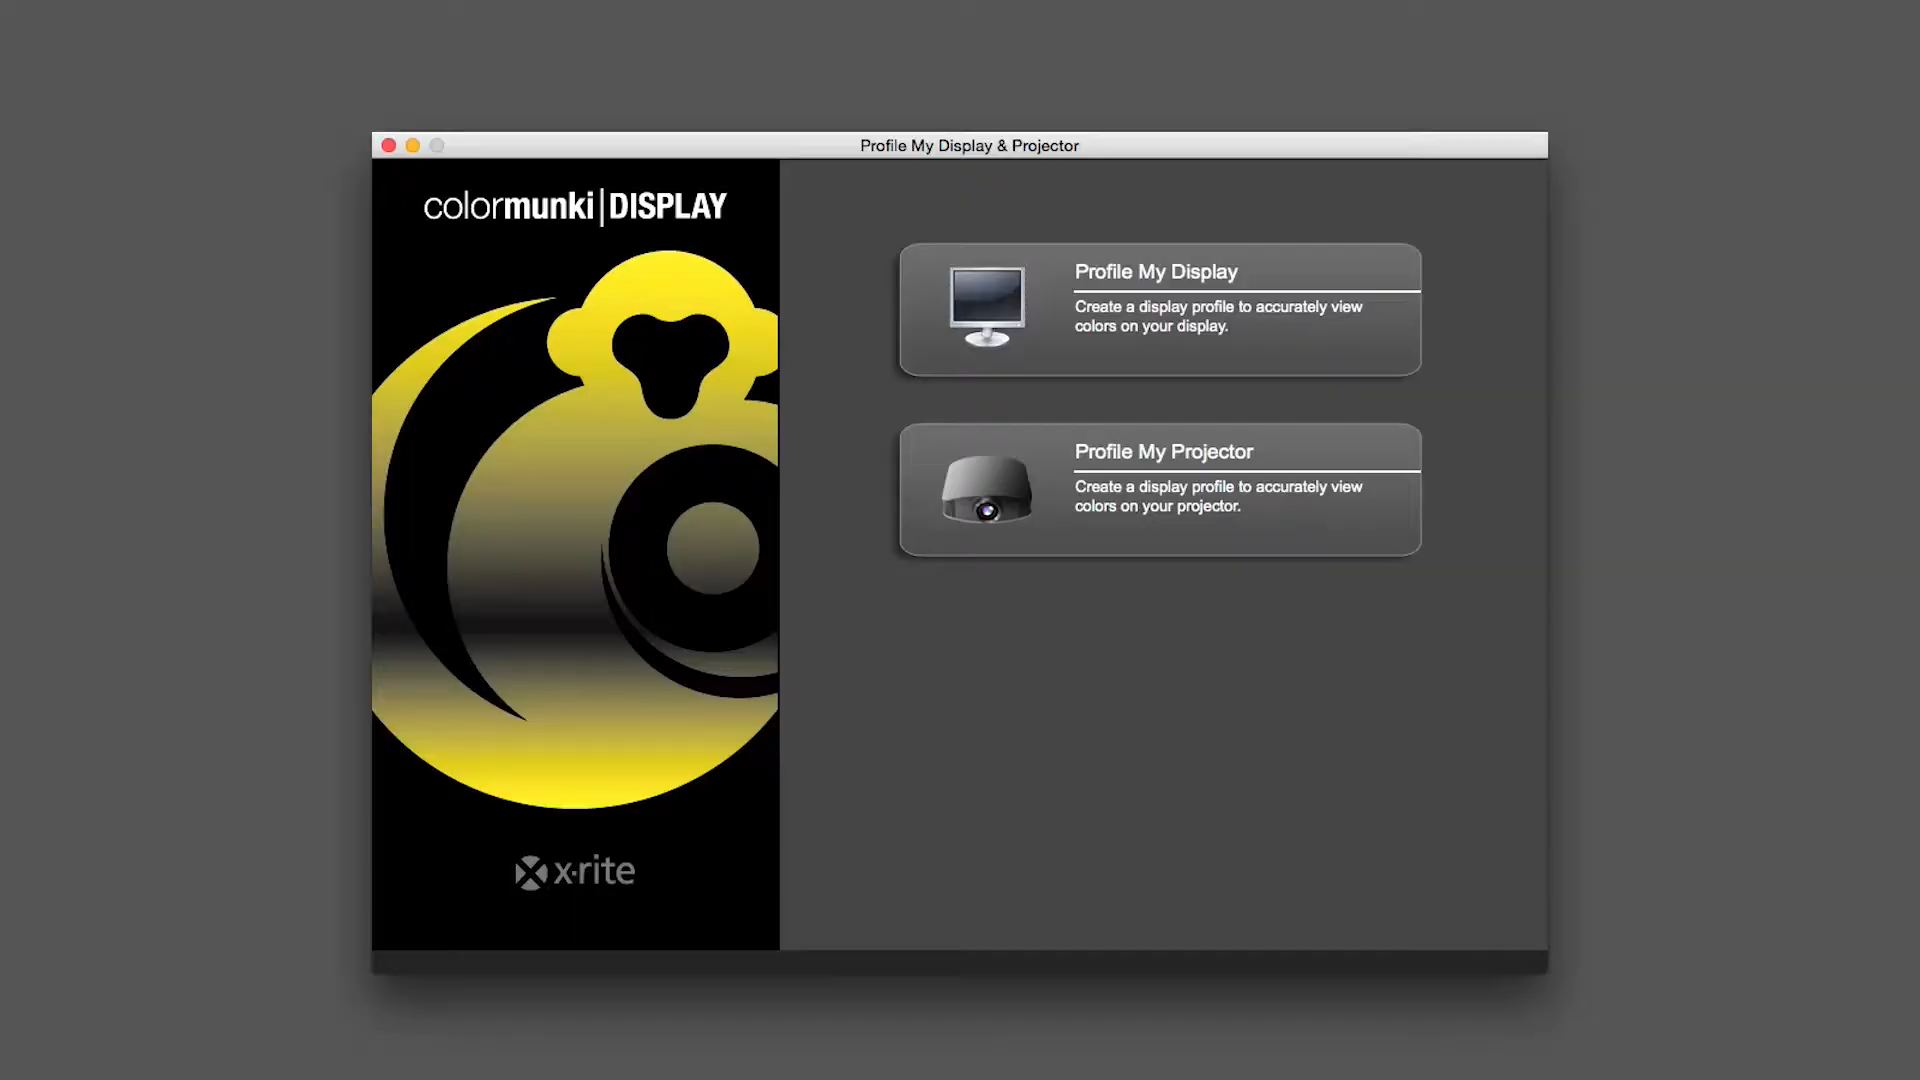 Profile My Display & Projector
colormunki|DISPLAY
Profile My Display
Create a display profile to accurately view
colors on your display.
Profile My Projector
Create a display profile to accurately view
colors on your projector.
x·rite